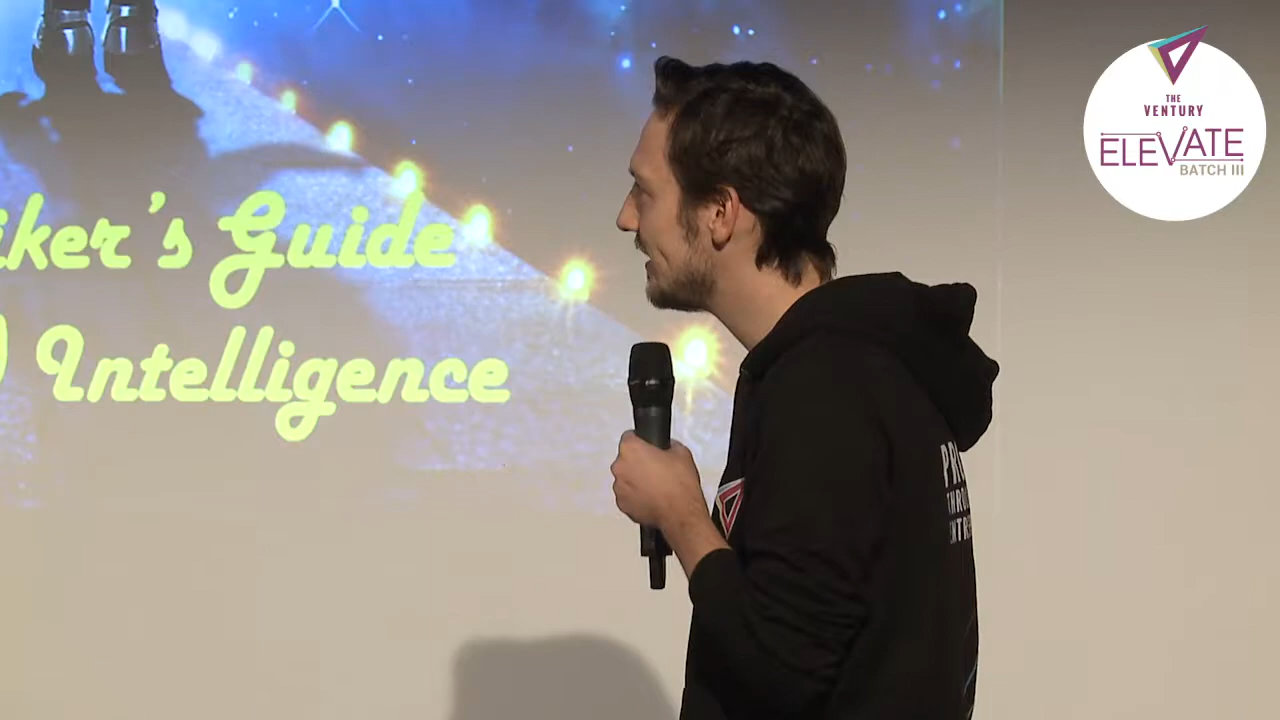 iker's Guide
) Intelligence
THE
VENTURY
ELEVATE
BATCH III